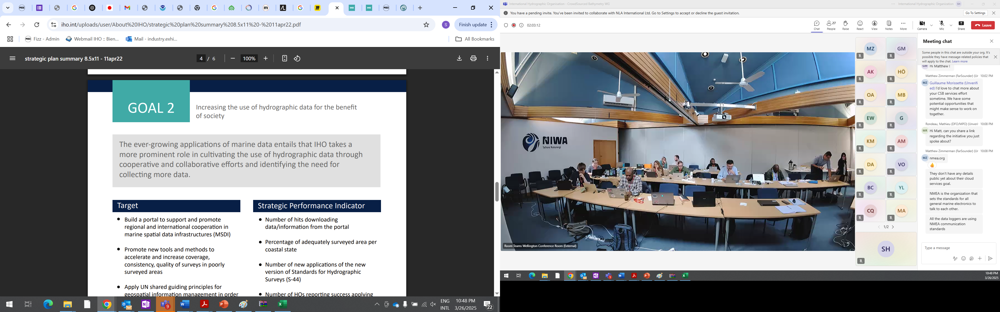 iho.int/uploads/user/About%20IHO/strategic%20plan%20summary%208.5x11%20-%2011apr22.pdf
S
Finish update
Fizz - Admin
Webmail IHO :: Bien...
Mail - industry.exhi...
All Bookmarks
strategic plan summary 8.5x11 - 11apr22
4 / 6
100%
GOAL 2
Increasing the use of hydrographic data for the benefit
of society
The ever-growing applications of marine data entails that IHO takes a
more prominent role in cultivating the use of hydrographic data through
cooperative and collaborative efforts and identifying the need for
collecting more data.
Target
Build a portal to support and promote
regional and international cooperation in
marine spatial data infrastructures (MSDI)
Promote new tools and methods to
accelerate and increase coverage,
consistency, quality of surveys in poorly
surveyed areas
Apply UN shared guiding principles for
geospatial information management in order
Strategic Performance Indicator
Number of hits downloading
data/information from the portal
Percentage of adequately surveyed area per
coastal state
Number of new applications of the new
version of Standards for Hydrographic
Surveys (S-44)
Number of HOs reporting success applying
ENG
INTL
10:48 PM
3/26/2025
22
International Hydrographic Organisation - CrowdSourced Bathymetry WG
International Hydrographic Organization
SH
You have a pending invite. You've been invited to collaborate with NLA International Ltd. Go to Settings to accept or decline the guest invitation.
Go To Settings
02:03:12
Chat
27
People
Raise
React
View
Notes
More
Camera
Mic
Share
Leave
NIWA
Taihoro Nukurangi
Room Teams Wellington Conference Room (External)
MZ
GM
AK
HÖ
OA
MB
EW
G
KM
AM
DA
VO
BC
YL
CQ
MA
1/2
SH
Meeting chat
Some people in this chat are outside your org. It's
possible they have message-related policies that
will apply to the chat. Learn more
GM
Hi Matthew !
Matthew Zimmerman (FarSounder) (Ur 10:02 PM
MZ
Guillaume Morissette (Unverifi
ed) I'd love to chat more about
your CSB services effort
sometime. We have some
potential opportunities that
might make sense to work on
together.
Rondeau, Mathieu (DFO/MPO) (Unveri 10:08 PM
MR
Hi Matt, can you share a link
regarding the initiative you just
spoke about?
Matthew Zimmerman (FarSounder) (Ur 10:08 PM
MZ
nmea.org
They don't have any details
public yet about their cloud
services goal.
NMEA is the organization that
sets the standards for all
general marine electronics to
talk to each other.
All the data loggers are using
NMEA communication
standards
Type a message
10:48 PM
3/26/2025